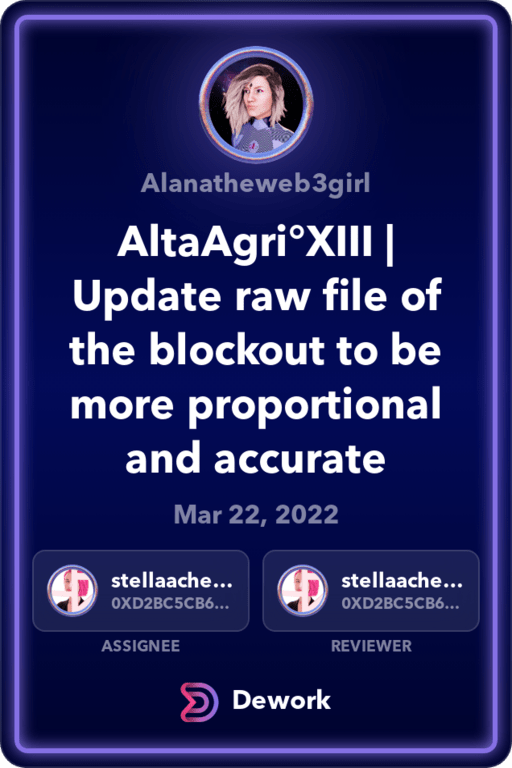 Alanatheweb3girl
AltaAgri°XIII |
Update raw file of
the blockout to be
more proportional
and accurate
Mar 22, 2022
stellaache... stellaache...
0XD2BC5CB6... 0XD2BC5CB6...
ASSIGNEE REVIEWER
Dework